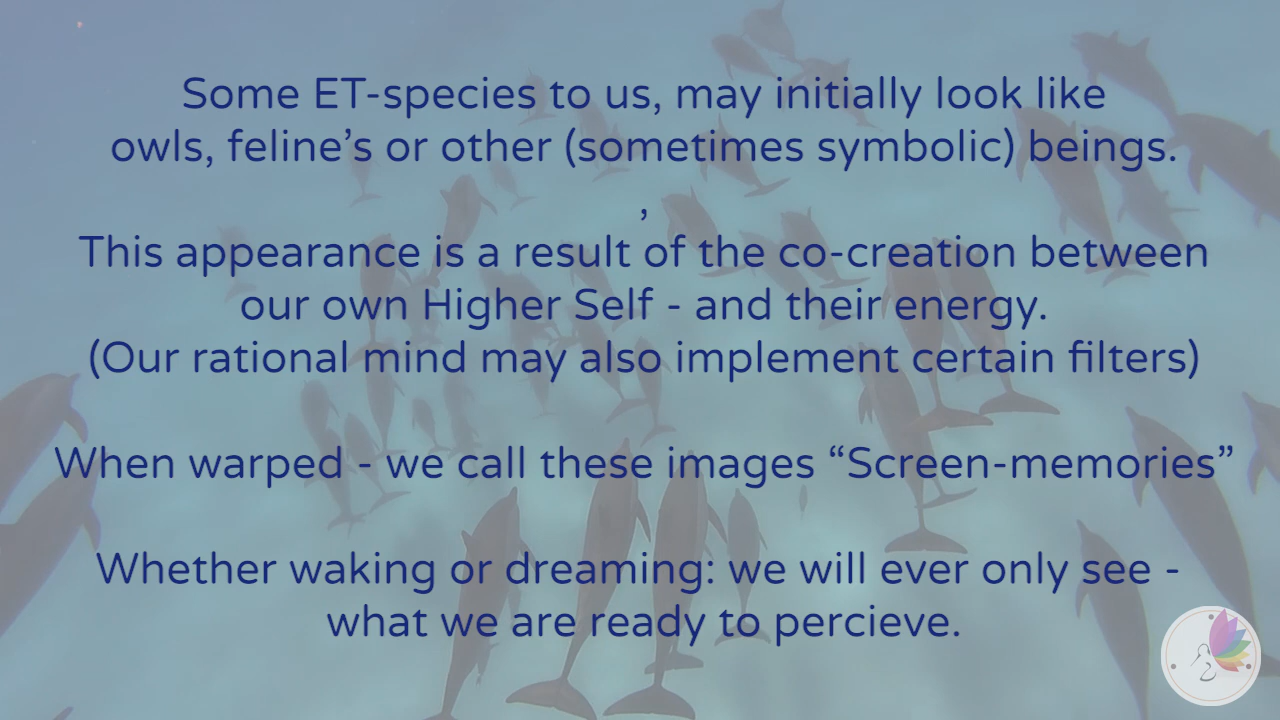 Some ET-species to us, may initially look like
owls, feline’s or other (sometimes symbolic) beings.
,
This appearance is a result of the co-creation between
our own Higher Self - and their energy.
(Our rational mind may also implement certain filters)
When warped - we call these images “Screen-memories”
Whether waking or dreaming: we will ever only see -
what we are ready to percieve.